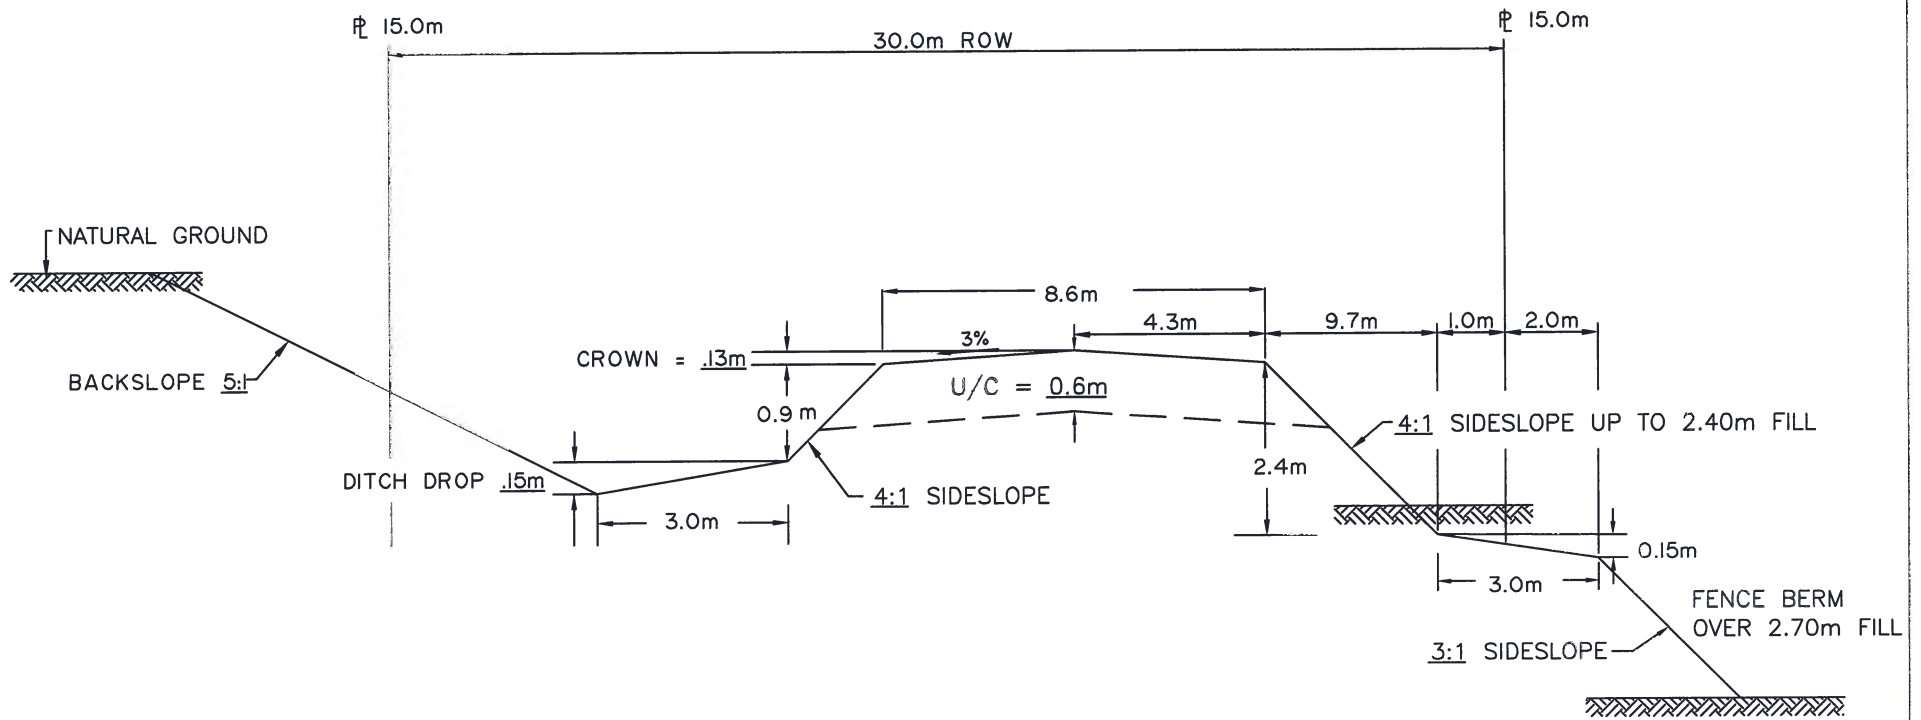 ℄ 15.0m
℄ 15.0m
30.0m ROW
NATURAL GROUND
8.6m
4.3m
9.7m
1.0m
2.0m
3%
CROWN = .13m
BACKSLOPE 5:1
U/C = 0.6m
0.9 m
4:1 SIDESLOPE UP TO 2.40m FILL
2.4m
DITCH DROP .15m
4:1 SIDESLOPE
3.0m
0.15m
3.0m
FENCE BERM
OVER 2.70m FILL
3:1 SIDESLOPE